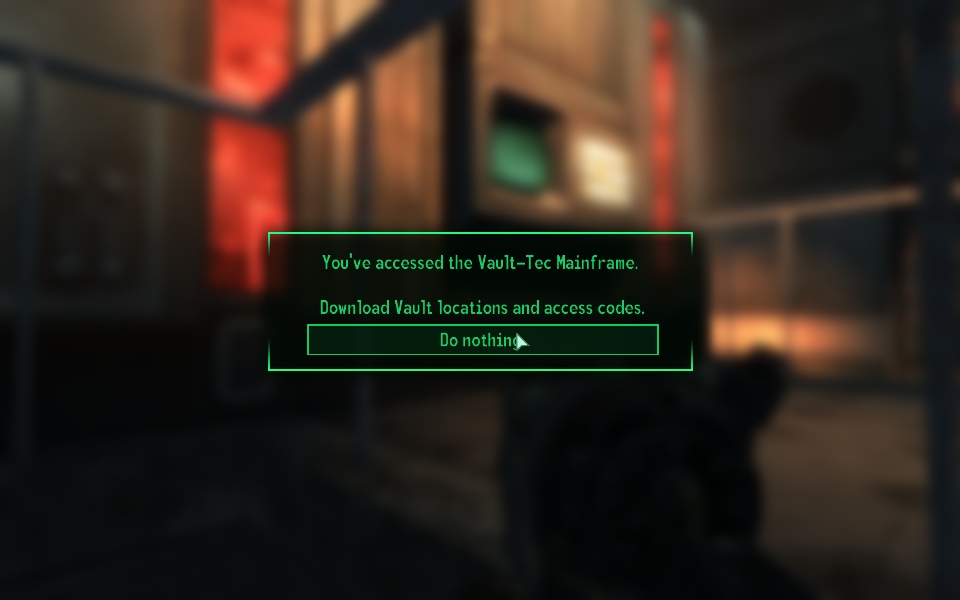 You've accessed the Vault-Tec Mainframe.
Download Vault locations and access codes.
Do nothing.